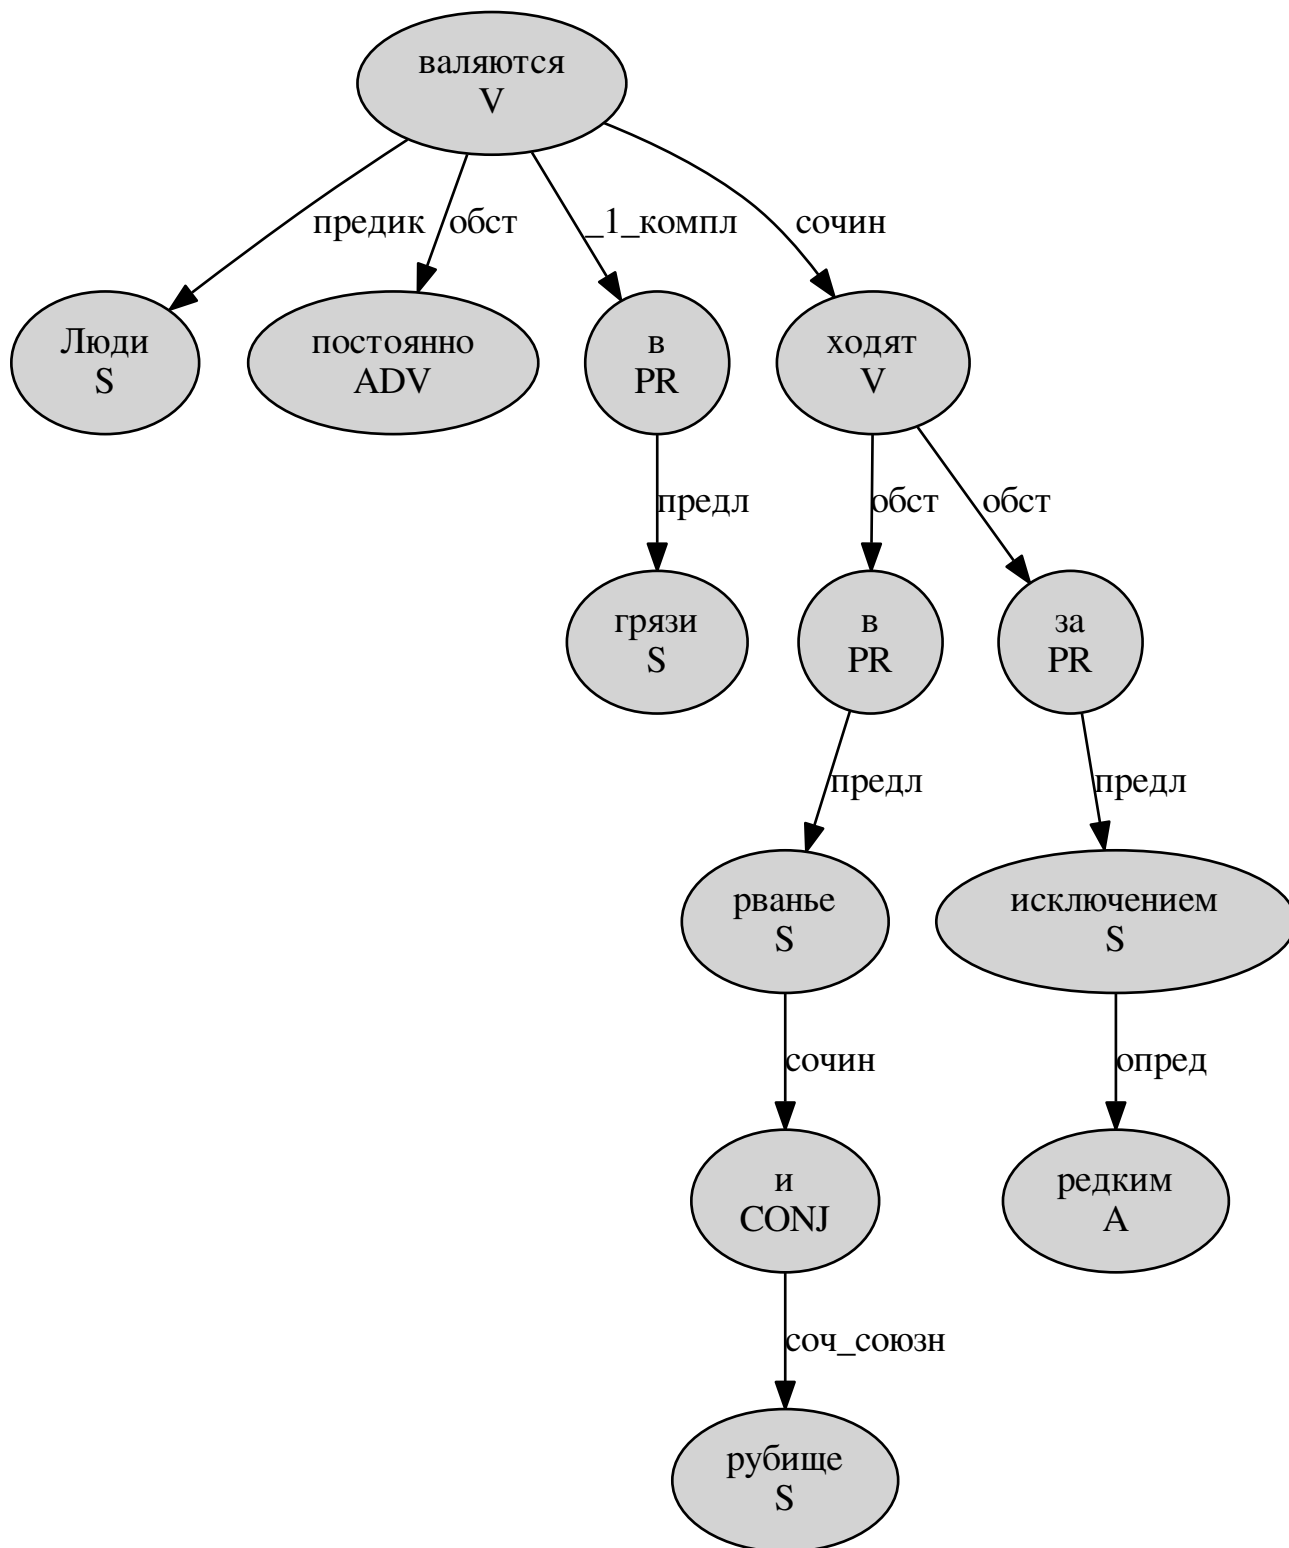 валяются
V
предик
обст
_1_компл
сочин
Люди
S
постоянно
ADV
в
PR
ходят
V
предл
обст
обст
грязи
S
в
PR
за
PR
предл
предл
рванье
S
исключением
S
сочин
опред
и
CONJ
редким
A
соч_союзн
рубище
S